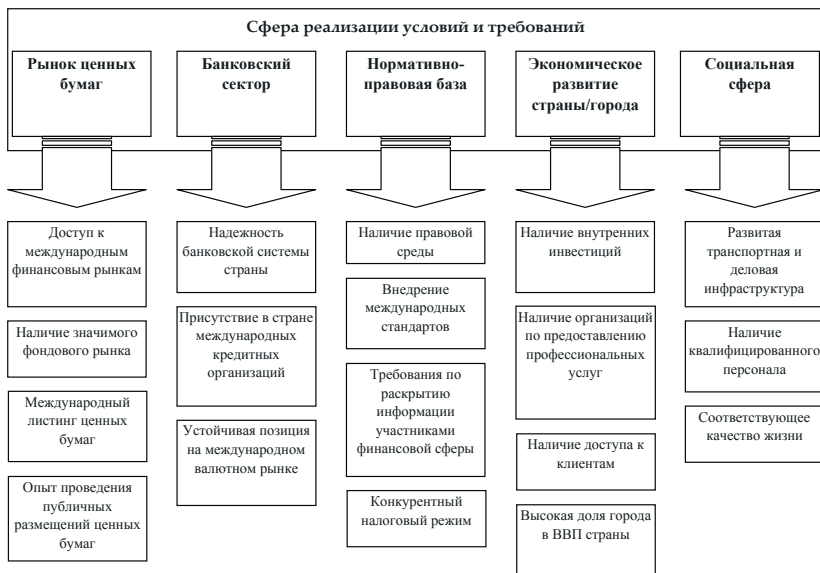 Сфера реализации условий и требований
Рынок ценных
бумаг
Банковский
сектор
Нормативно-
правовая база
Экономическое
развитие
страны/города
Социальная
сфера
Доступ к
международным
финансовым рынкам
Наличие значимого
фондового рынка
Международный
листинг ценных
бумаг
Опыт проведения
публичных
размещений ценных
бумаг
Надежность
банковской системы
страны
Присутствие в стране
международных
кредитных
организаций
Устойчивая позиция
на международном
валютном рынке
Наличие правовой
среды
Внедрение
международных
стандартов
Требования по
раскрытию
информации
участниками
финансовой сферы
Конкурентный
налоговый режим
Наличие внутренних
инвестиций
Наличие организаций
по предоставлению
профессиональных
услуг
Наличие доступа к
клиентам
Высокая доля города
в ВВП страны
Развитая
транспортная и
деловая
инфраструктура
Наличие
квалифицированного
персонала
Соответствующее
качество жизни